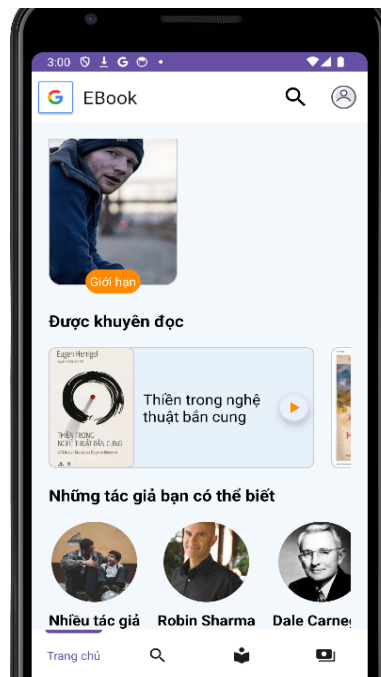 3:00
EBook
Giới hạn
Được khuyên đọc
Eugen Herrigel
THIỀN TRONG
NGHỆ THUẬT BẮN CUNG
Thiền trong nghệ
thuật bắn cung
Những tác giả bạn có thể biết
Nhiều tác giả Robin Sharma Dale Carne
Trang chủ